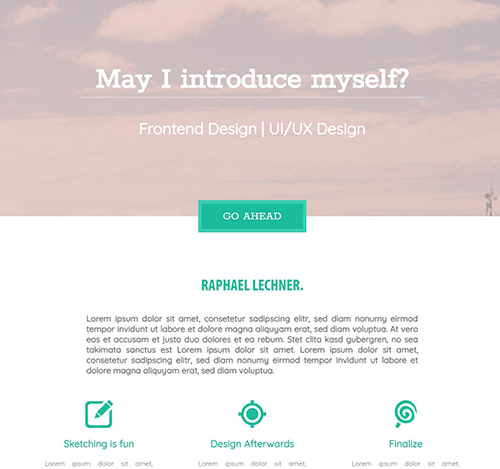 May I introduce myself?
Frontend Design | UI/UX Design
GO AHEAD
RAPHAEL LECHNER.
Lorem ipsum dolor sit amet, consetetur sadipscing elitr, sed diam nonumy eirmod
tempor invidunt ut labore et dolore magna aliquyam erat, sed diam voluptua. At vero
eos et accusam et justo duo dolores et ea rebum. Stet clita kasd gubergren, no sea
takimata sanctus est Lorem ipsum dolor sit amet. Lorem ipsum dolor sit amet,
consetetur sadipscing elitr, sed diam nonumy eirmod tempor invidunt ut labore et
dolore magna aliquyam erat, sed diam voluptua.
Sketching is fun
Design Afterwards
Finalize
Lorem ipsum dolor sit amet,
Lorem ipsum dolor sit amet,
Lorem ipsum dolor sit amet,